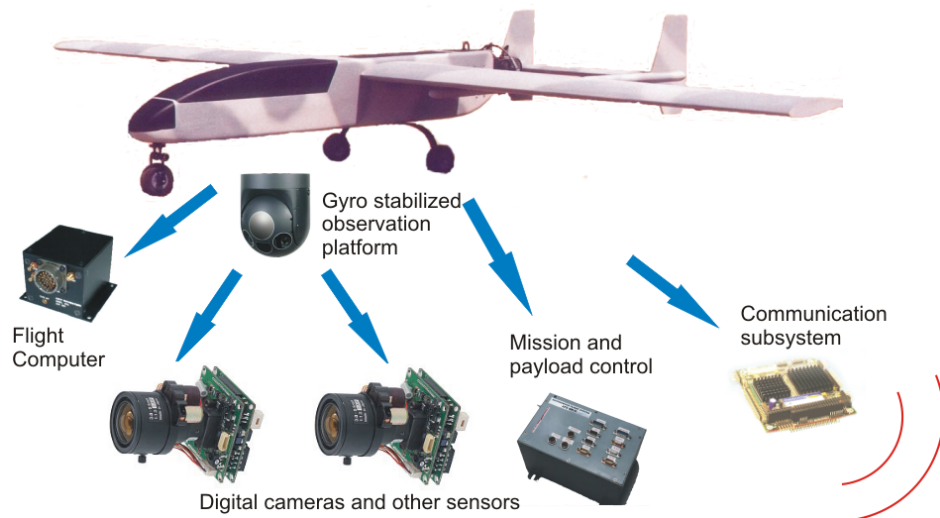 Gyro stabilized
observation
platform
Flight
Computer
Mission and
payload control
Communication
subsystem
Digital cameras and other sensors